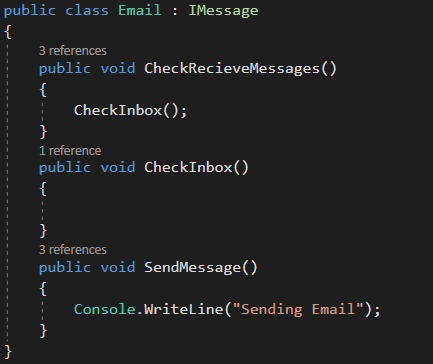 public class Email : IMessage
{
3 references
public void CheckRecieveMessages()
{
CheckInbox();
}
1 reference
public void CheckInbox()
{
}
3 references
public void SendMessage()
{
Console.WriteLine("Sending Email");
}
}